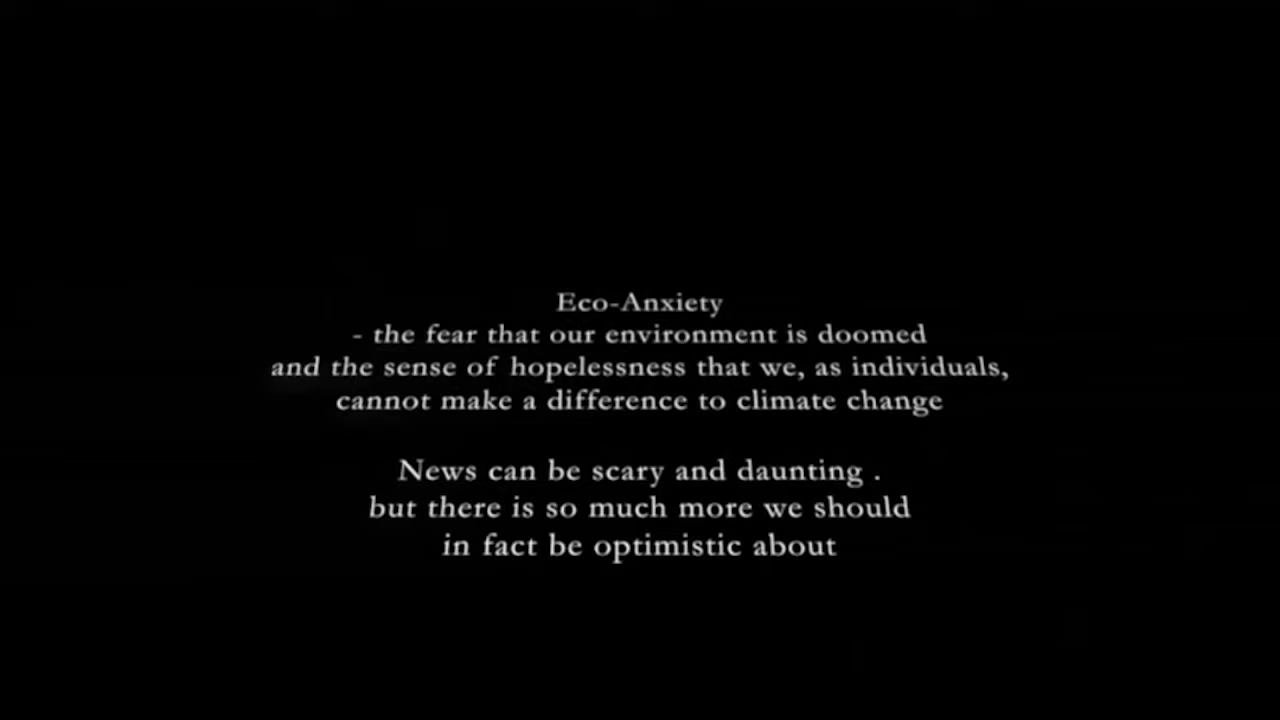 Eco-Anxiety
- the fear that our environment is doomed
and the sense of hopelessness that we, as individuals,
cannot make a difference to climate change
News can be scary and daunting .
but there is so much more we should
in fact be optimistic about